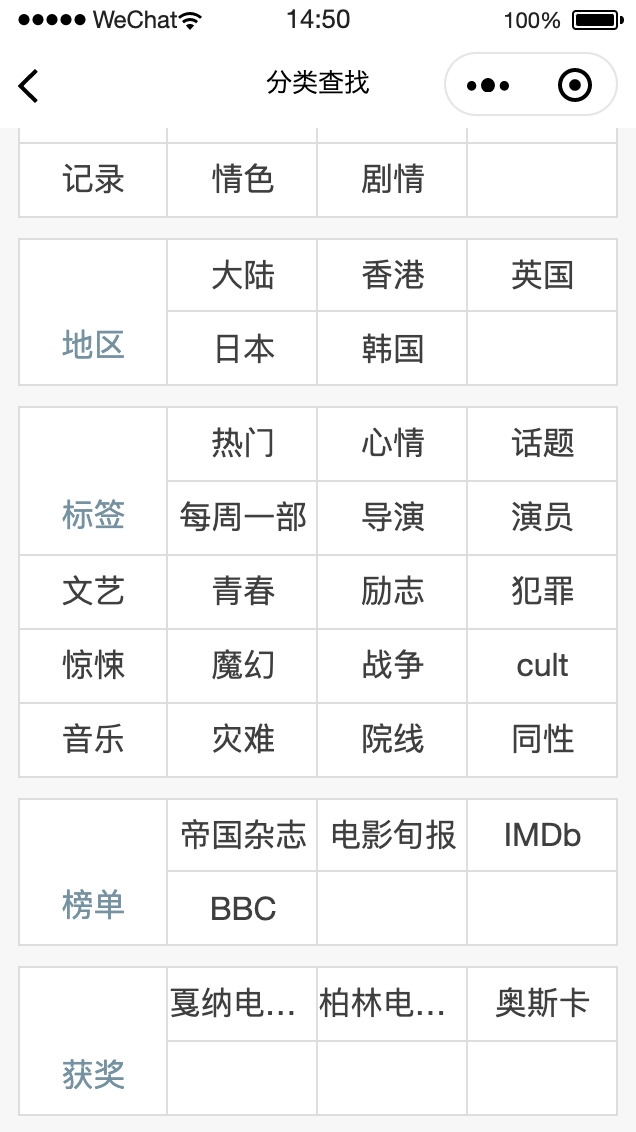 WeChat 14:50 100%
分类查找
记录 情色 剧情
大陆 香港 英国
地区
日本 韩国
热门 心情 话题
标签
每周一部 导演 演员
文艺 青春 励志 犯罪
惊悚 魔幻 战争 cult
音乐 灾难 院线 同性
帝国杂志 电影旬报 IMDb
榜单
BBC
戛纳电... 柏林电... 奥斯卡
获奖